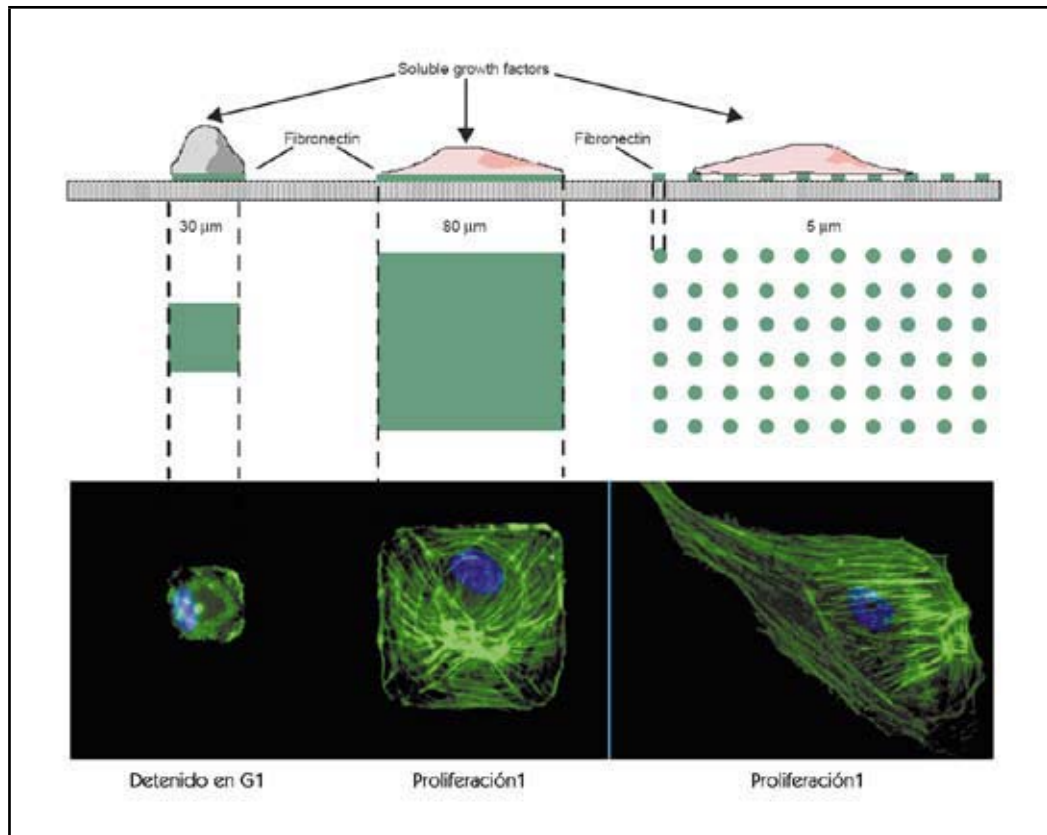 Soluble growth factors
Fibronectin
Fibronectin
30 µm
80 µm
5 µm
Detenido en G1
Proliferación1
Proliferación1